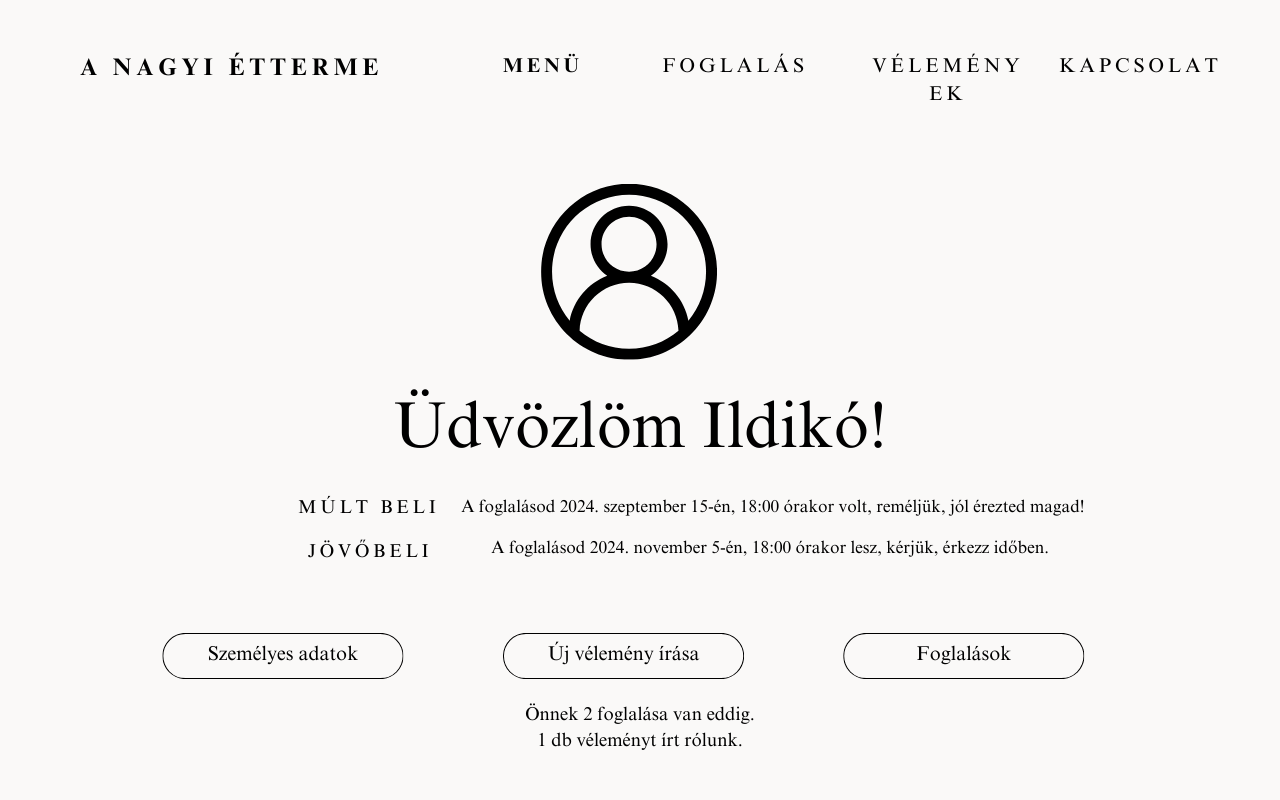 A NAGYI ÉTTERME
MENÜ
FOGLALÁS
VÉLEMÉNY
EK
KAPCSOLAT
Üdvözlöm Ildikó!
MÚLT BELI
A foglalásod 2024. szeptember 15-én, 18:00 órakor volt, reméljük, jól érezted magad!
JÖVŐBELI
A foglalásod 2024. november 5-én, 18:00 órakor lesz, kérjük, érkezz időben.
Személyes adatok
Új vélemény írása
Foglalások
Önnek 2 foglalása van eddig.
1 db véleményt írt rólunk.